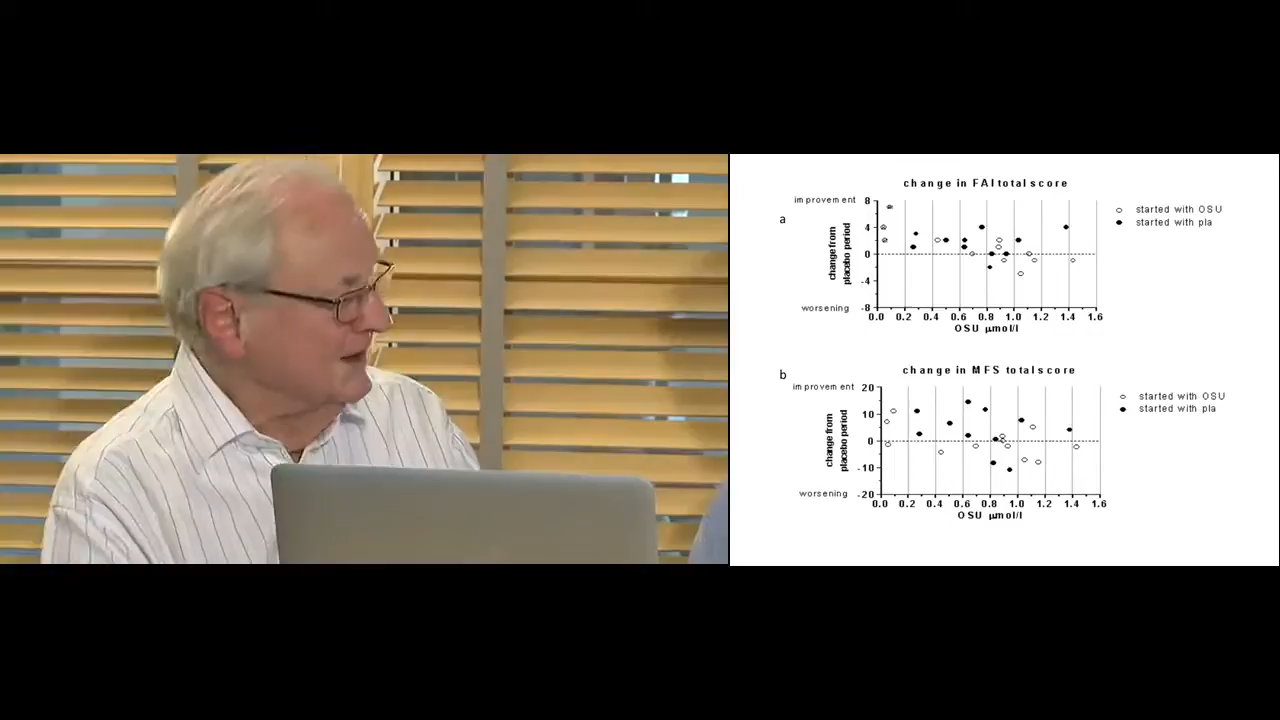 change in FAI total score
improvement
a
8
4
0
-4
-8
change from
placebo period
worsening
0.0 0.2 0.4 0.6 0.8 1.0 1.2 1.4 1.6
OSU µmol/l
started with OSU
started with pla
change in MFS total score
b
improvement
20
10
0
-10
-20
change from
placebo period
worsening
0.0 0.2 0.4 0.6 0.8 1.0 1.2 1.4 1.6
OSU µmol/l
started with OSU
started with pla